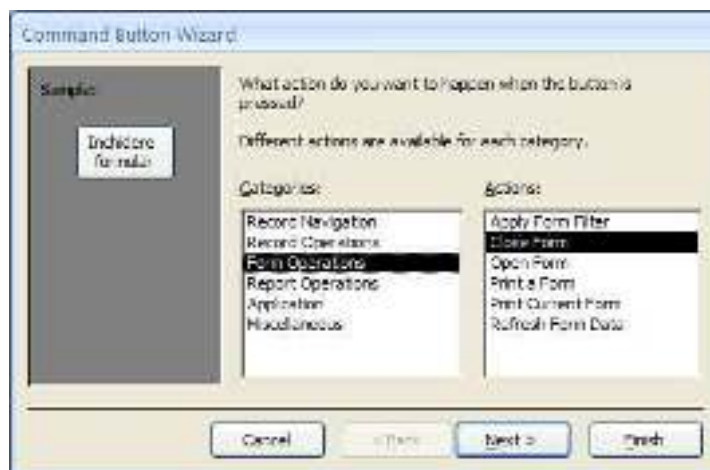 Command Button Wizard
Sample:
Inchidere
formular
What action do you want to happen when the button is
pressed?
Different actions are available for each category.
Categories:
Record Navigation
Record Operations
Form Operations
Report Operations
Application
Miscellaneous
Actions:
Apply Form Filter
Close Form
Open Form
Print a Form
Print Current Form
Refresh Form Data
Cancel
< Back
Next >
Finish